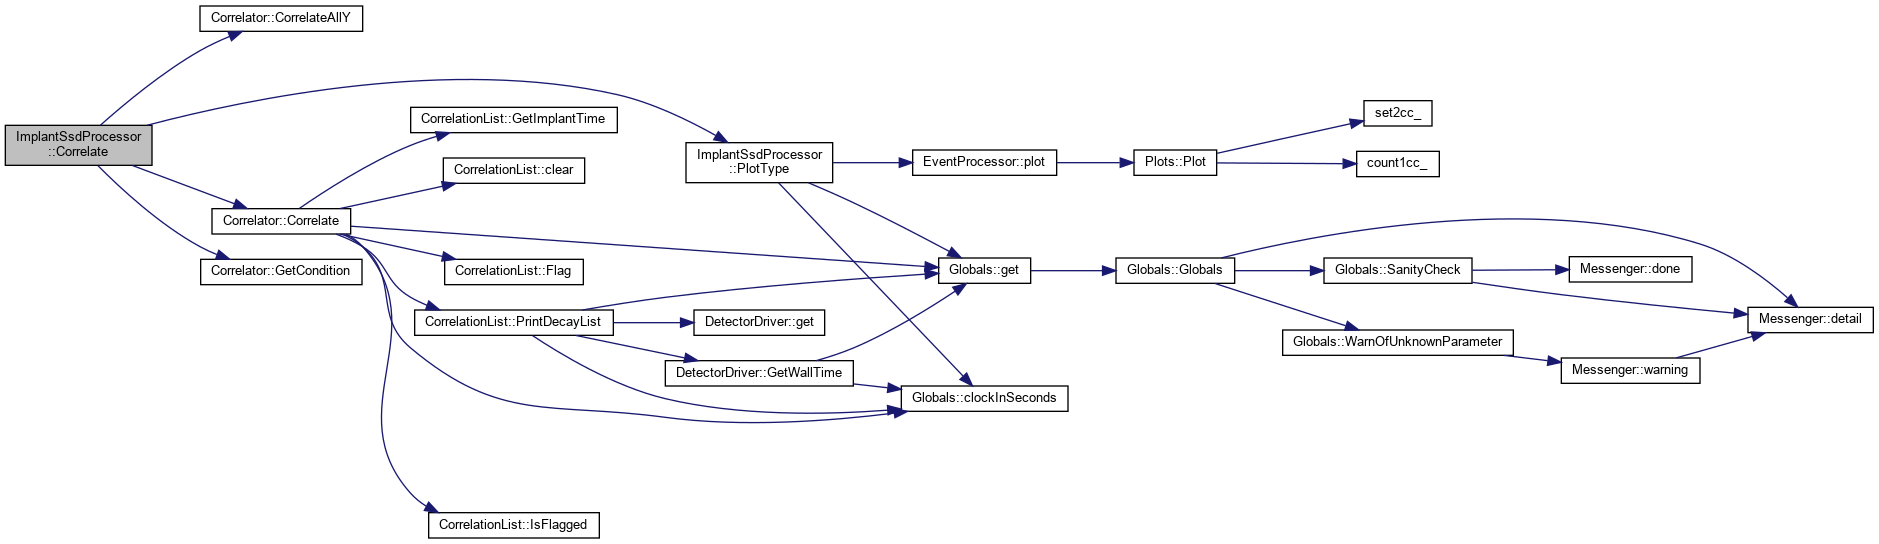 Correlator::CorrelateAllY
ImplantSsdProcessor
::Correlate
Correlator::Correlate
Correlator::GetCondition
CorrelationList::GetImplantTime
CorrelationList::clear
CorrelationList::Flag
CorrelationList::PrintDecayList
CorrelationList::IsFlagged
ImplantSsdProcessor
::PlotType
DetectorDriver::get
DetectorDriver::GetWallTime
EventProcessor::plot
Globals::get
Globals::clockInSeconds
Plots::Plot
Globals::Globals
set2cc_
count1cc_
Globals::SanityCheck
Globals::WarnOfUnknownParameter
Messenger::done
Messenger::warning
Messenger::detail